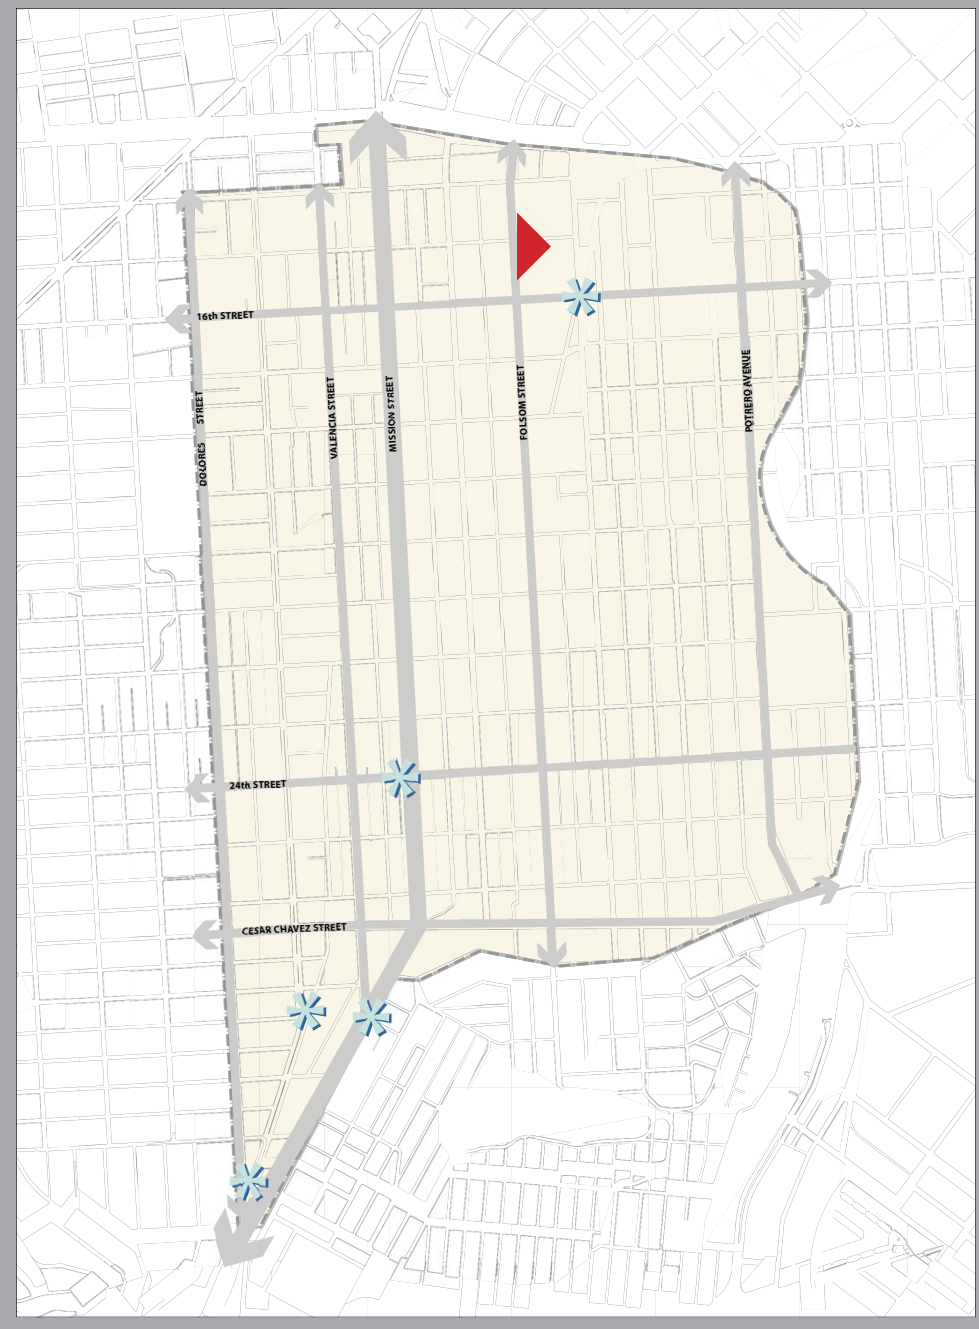 16th STREET
DOLORES STREET
VALENCIA STREET
MISSION STREET
FOLSOM STREET
POTRERO AVENUE
24th STREET
CESAR CHAVEZ STREET